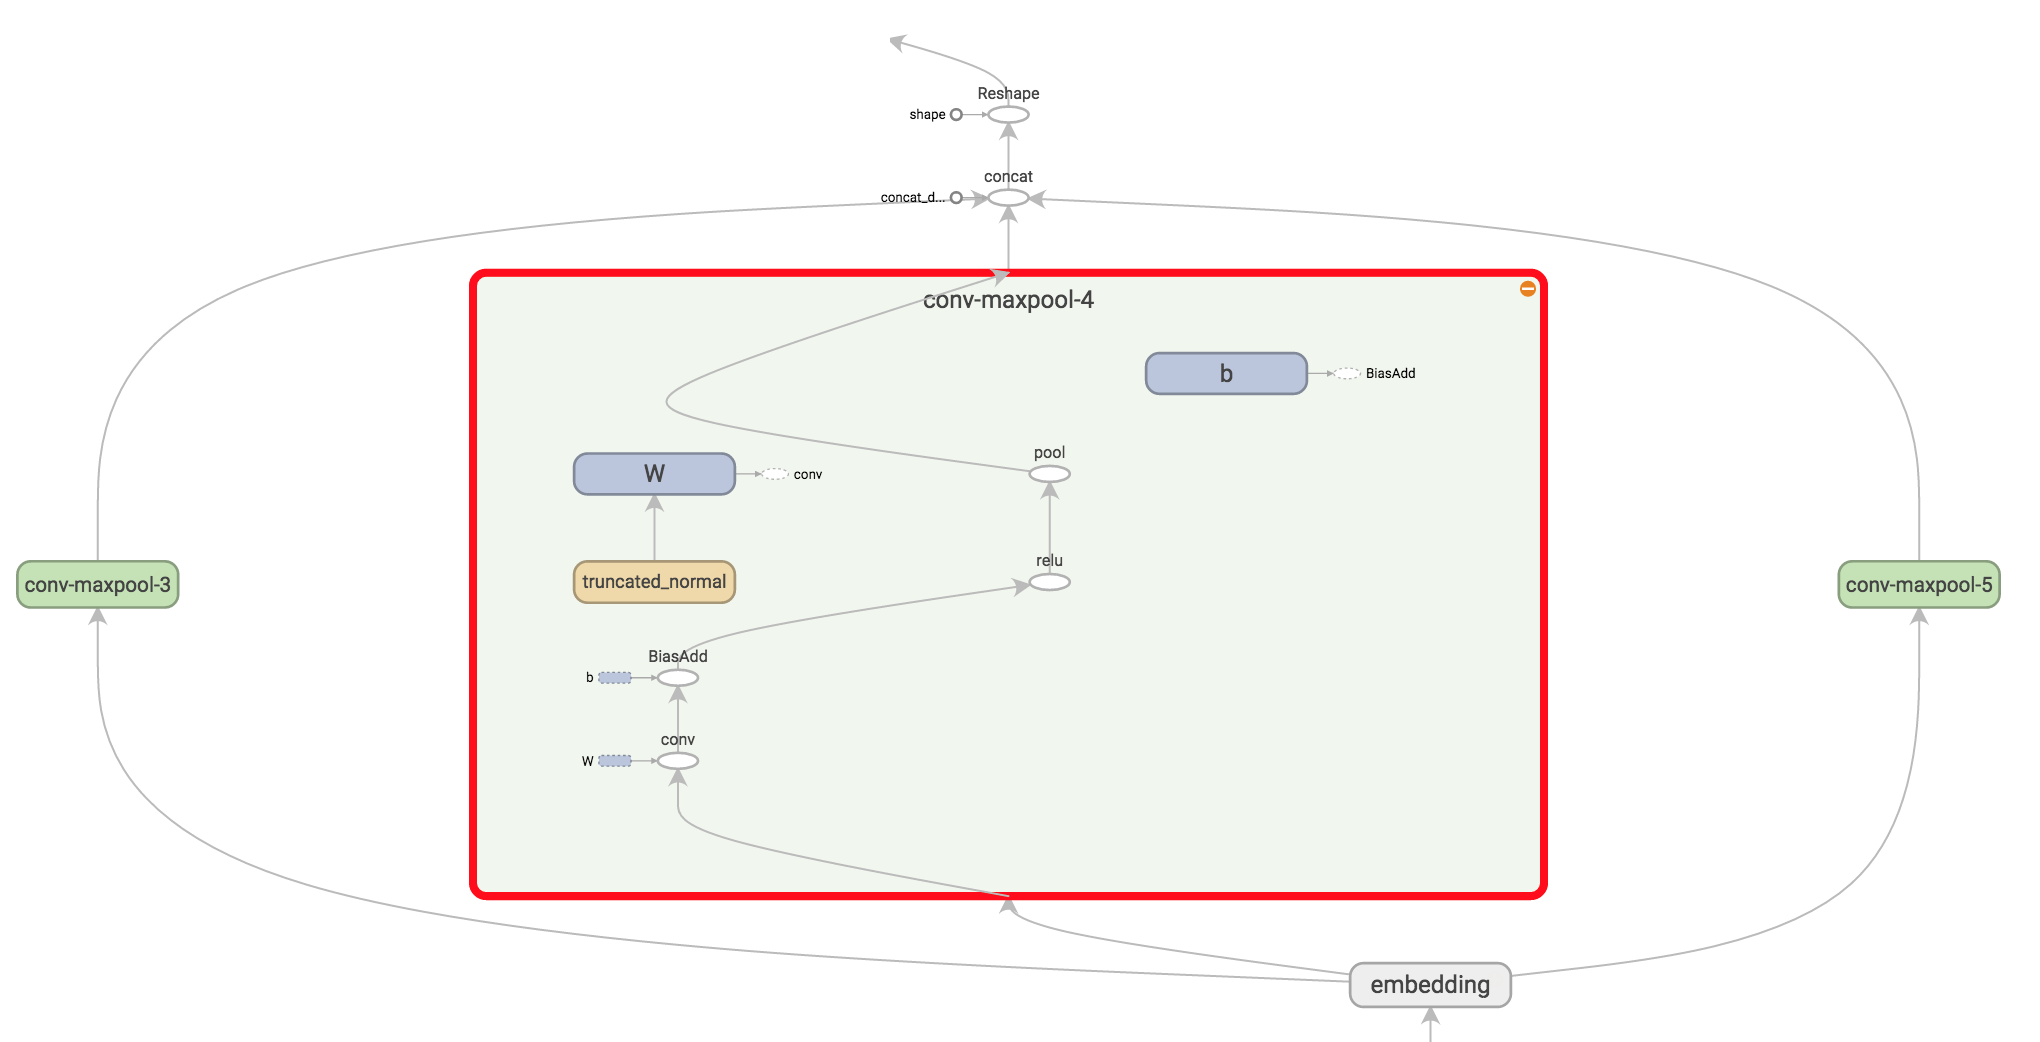 Reshape
shape
concat
concat_d...
conv-maxpool-4
b
BiasAdd
pool
W
conv
relu
truncated_normal
conv-maxpool-3
conv-maxpool-5
BiasAdd
b
conv
W
embedding